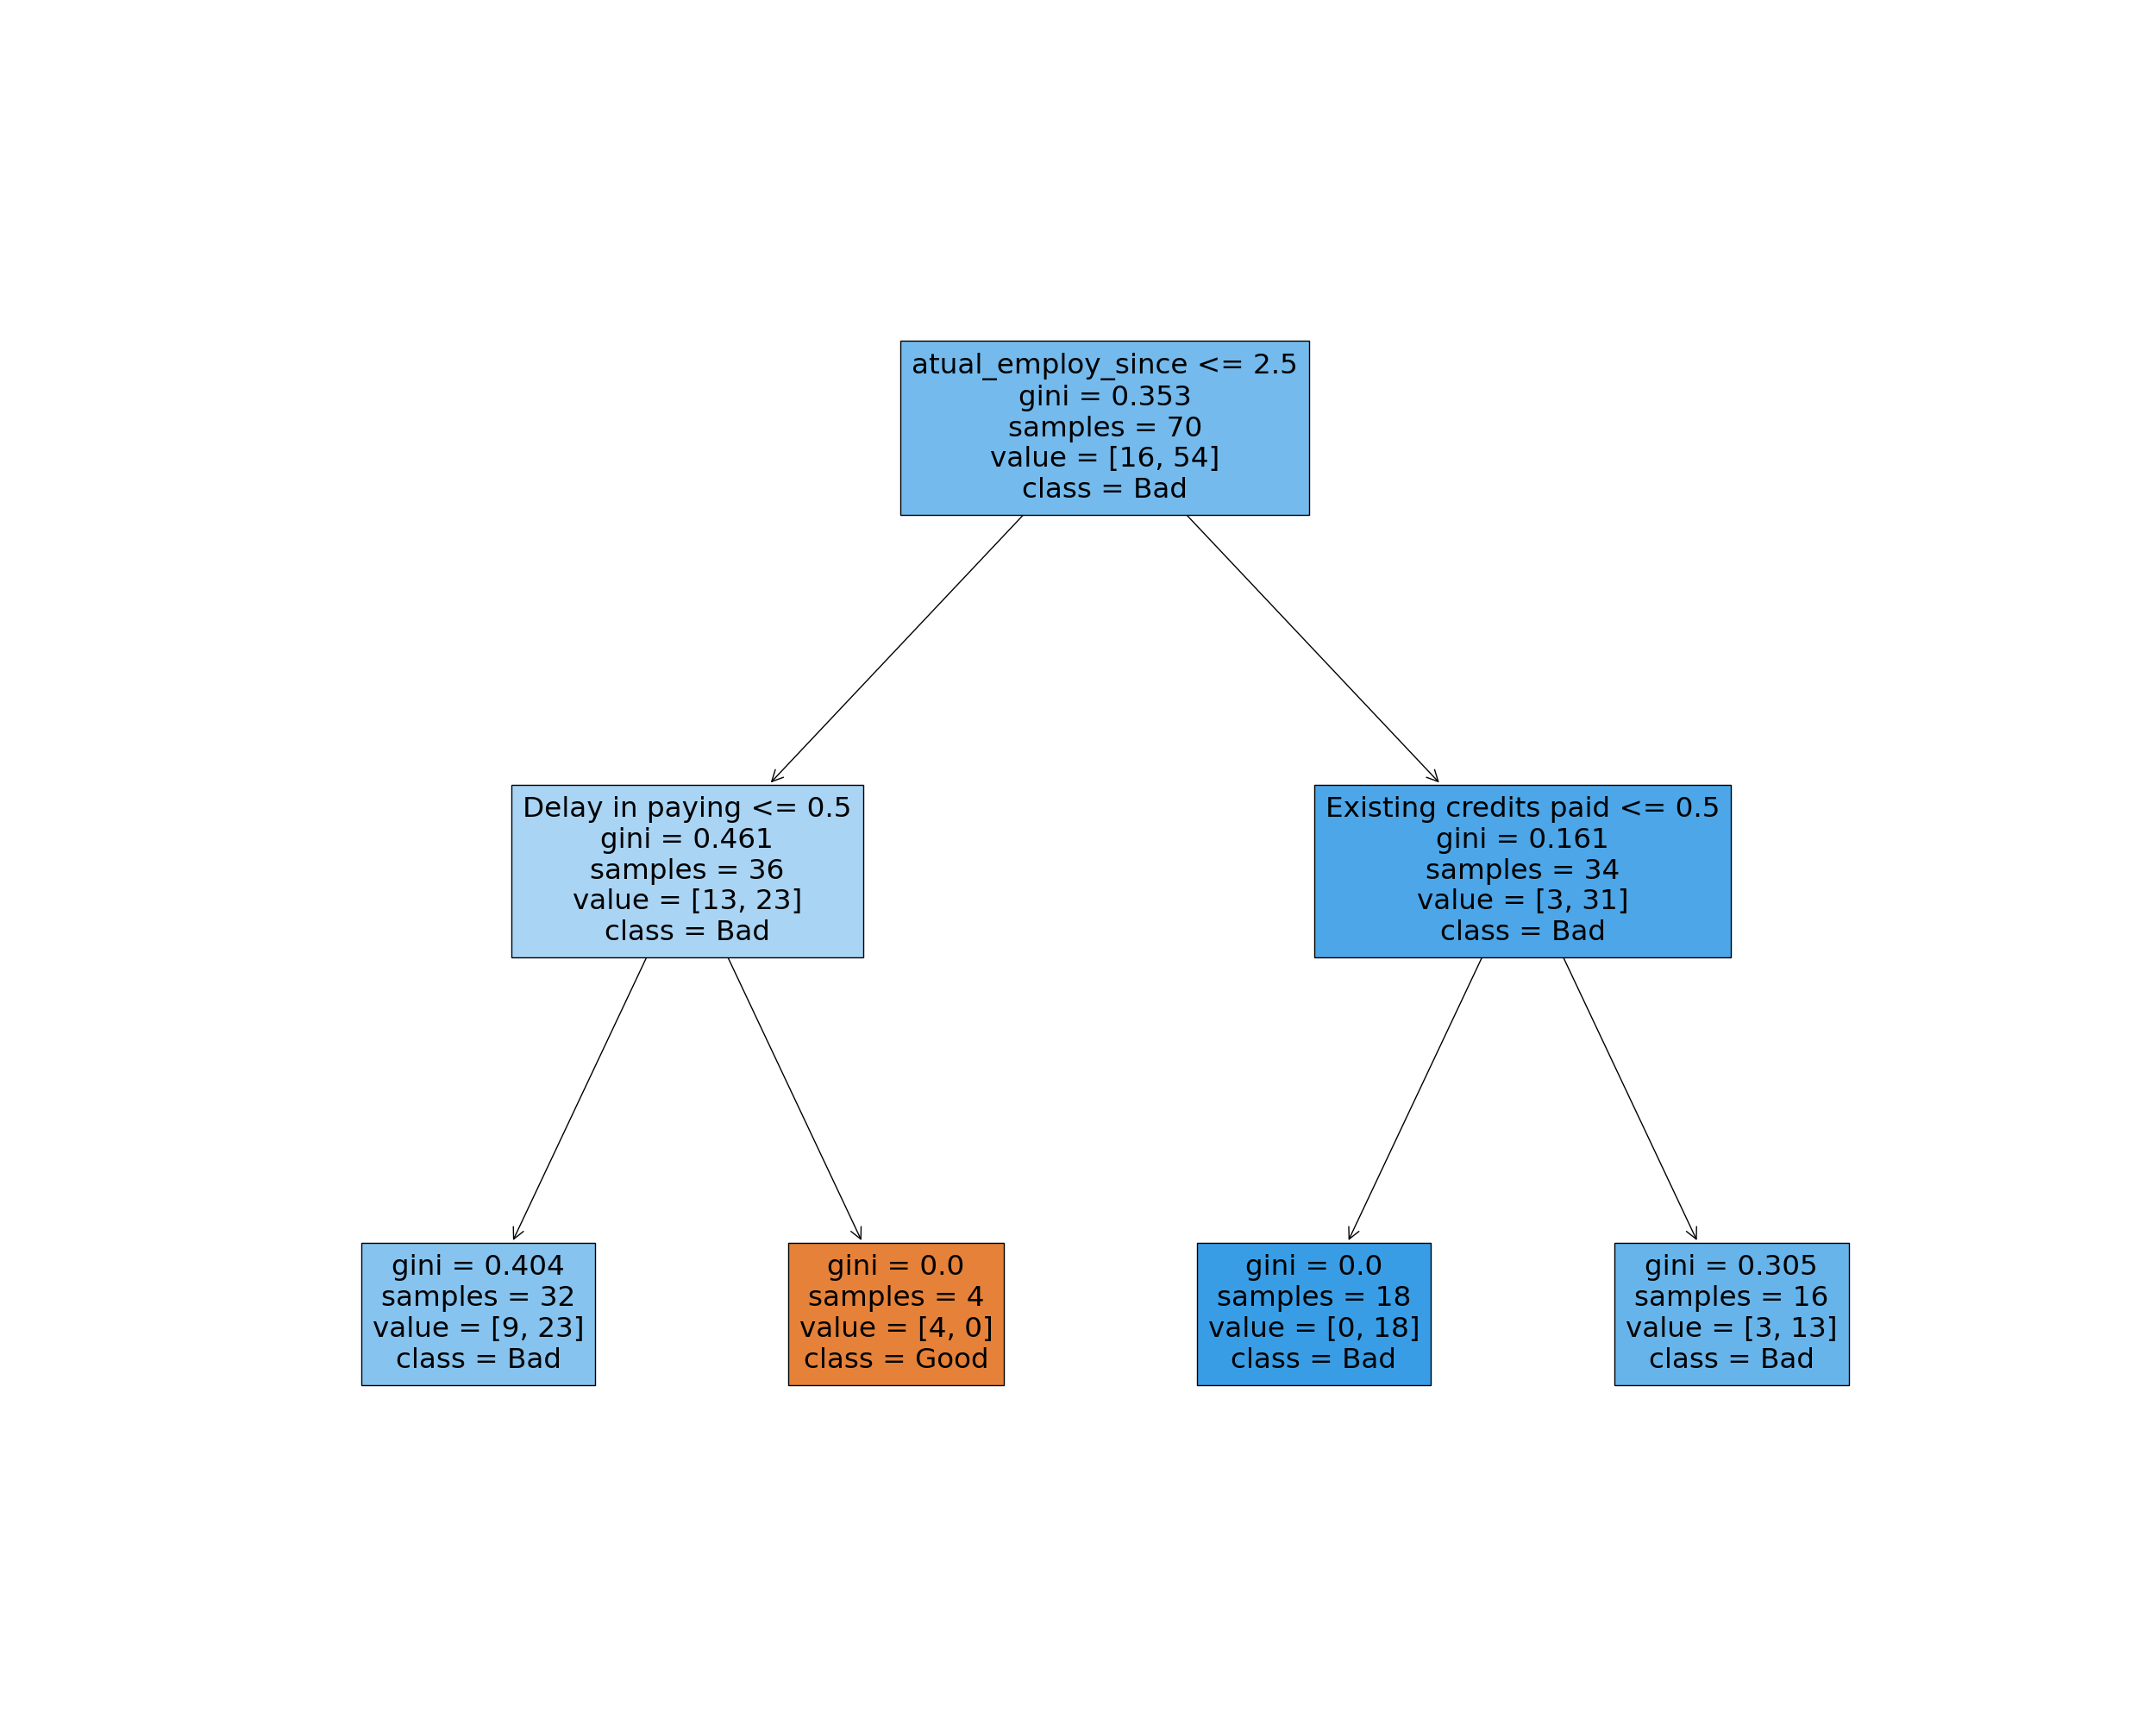 atual_employ_since <= 2.5
gini = 0.353
samples = 70
value = [16, 54]
class = Bad
Delay in paying <= 0.5
gini = 0.461
samples = 36
value = [13, 23]
class = Bad
Existing credits paid <= 0.5
gini = 0.161
samples = 34
value = [3, 31]
class = Bad
gini = 0.404
samples = 32
value = [9, 23]
class = Bad
gini = 0.0
samples = 4
value = [4, 0]
class = Good
gini = 0.0
samples = 18
value = [0, 18]
class = Bad
gini = 0.305
samples = 16
value = [3, 13]
class = Bad